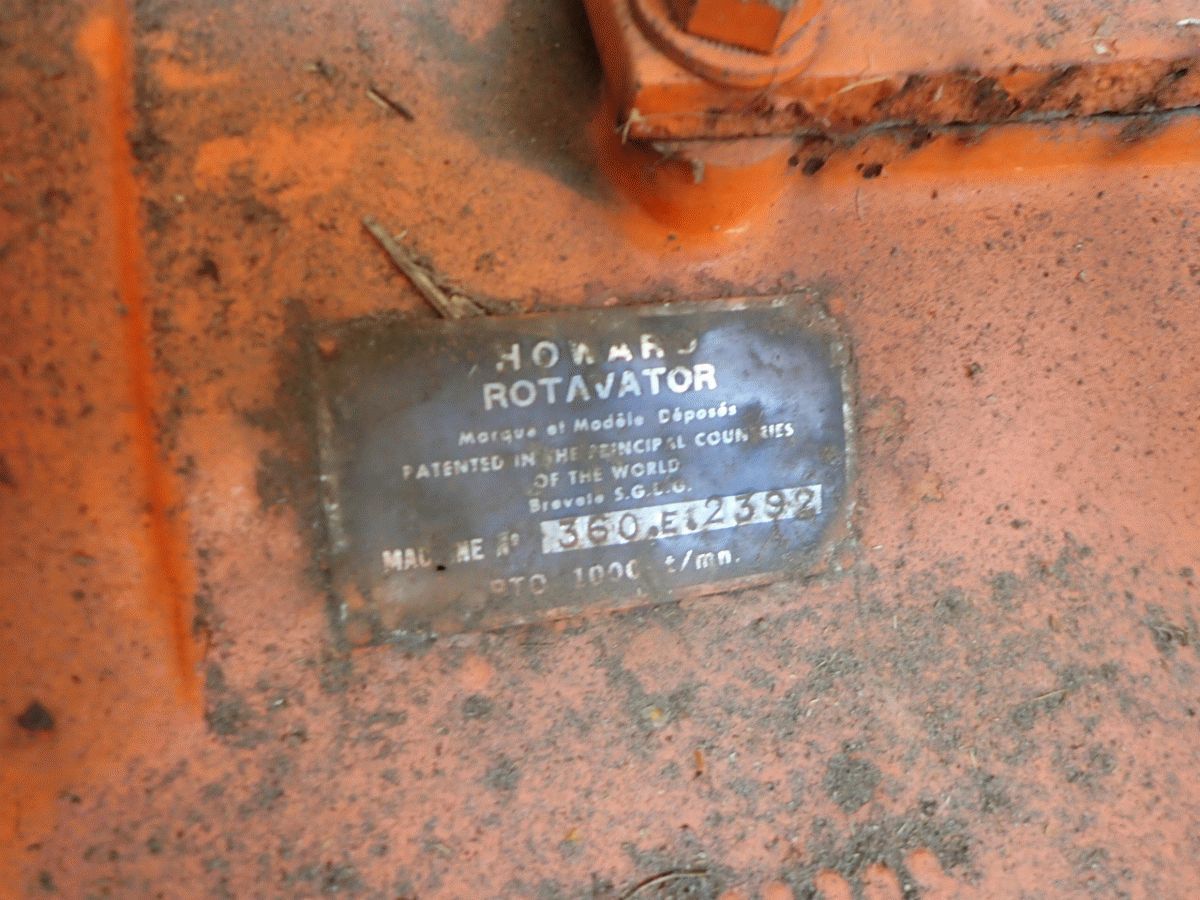 HOWARD
ROTAVATOR
Marque et Modèle Déposés
PATENTED IN THE PRINCIPAL COUNTRIES
OF THE WORLD
Brevets S.G.D.G.
MACHINE Nº 360.E.2392
PTO 1000 t/mn.